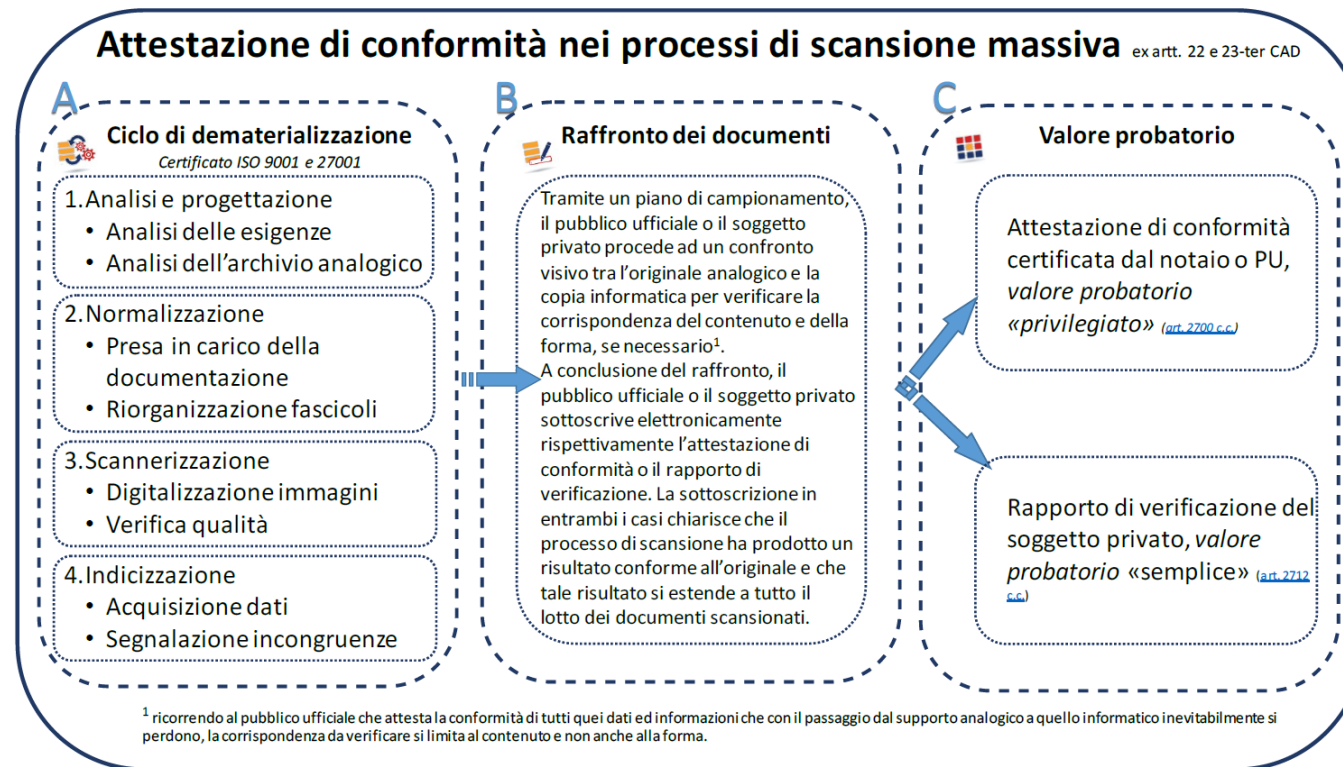 Attestazione di conformità nei processi di scansione massiva ex artt. 22 e 23-ter CAD
A
Ciclo di dematerializzazione
Certificato ISO 9001 e 27001
1.Analisi e progettazione
• Analisi delle esigenze
• Analisi dell'archivio analogico
2.Normalizzazione
• Presa in carico della
documentazione
• Riorganizzazione fascicoli
3.Scannerizzazione
• Digitalizzazione immagini
• Verifica qualità
4.Indicizzazione
• Acquisizione dati
• Segnalazione incongruenze
B
Raffronto dei documenti
Tramite un piano di campionamento,
il pubblico ufficiale o il soggetto
privato procede ad un confronto
visivo tra l'originale analogico e la
copia informatica per verificare la
corrispondenza del contenuto e della
forma, se necessario¹.
A conclusione del raffronto, il
pubblico ufficiale o il soggetto privato
sottoscrive elettronicamente
rispettivamente l'attestazione di
conformità o il rapporto di
verificazione. La sottoscrizione in
entrambi i casi chiarisce che il
processo di scansione ha prodotto un
risultato conforme all'originale e che
tale risultato si estende a tutto il
lotto dei documenti scansionati.
C
Valore probatorio
Attestazione di conformità
certificata dal notaio o PU,
valore probatorio
«privilegiato» (art. 2700 c.c.)
Rapporto di verificazione del
soggetto privato, valore
probatorio «semplice» (art. 2712
c.c.)
¹ ricorrendo al pubblico ufficiale che attesta la conformità di tutti quei dati ed informazioni che con il passaggio dal supporto analogico a quello informatico inevitabilmente si
perdono, la corrispondenza da verificare si limita al contenuto e non anche alla forma.